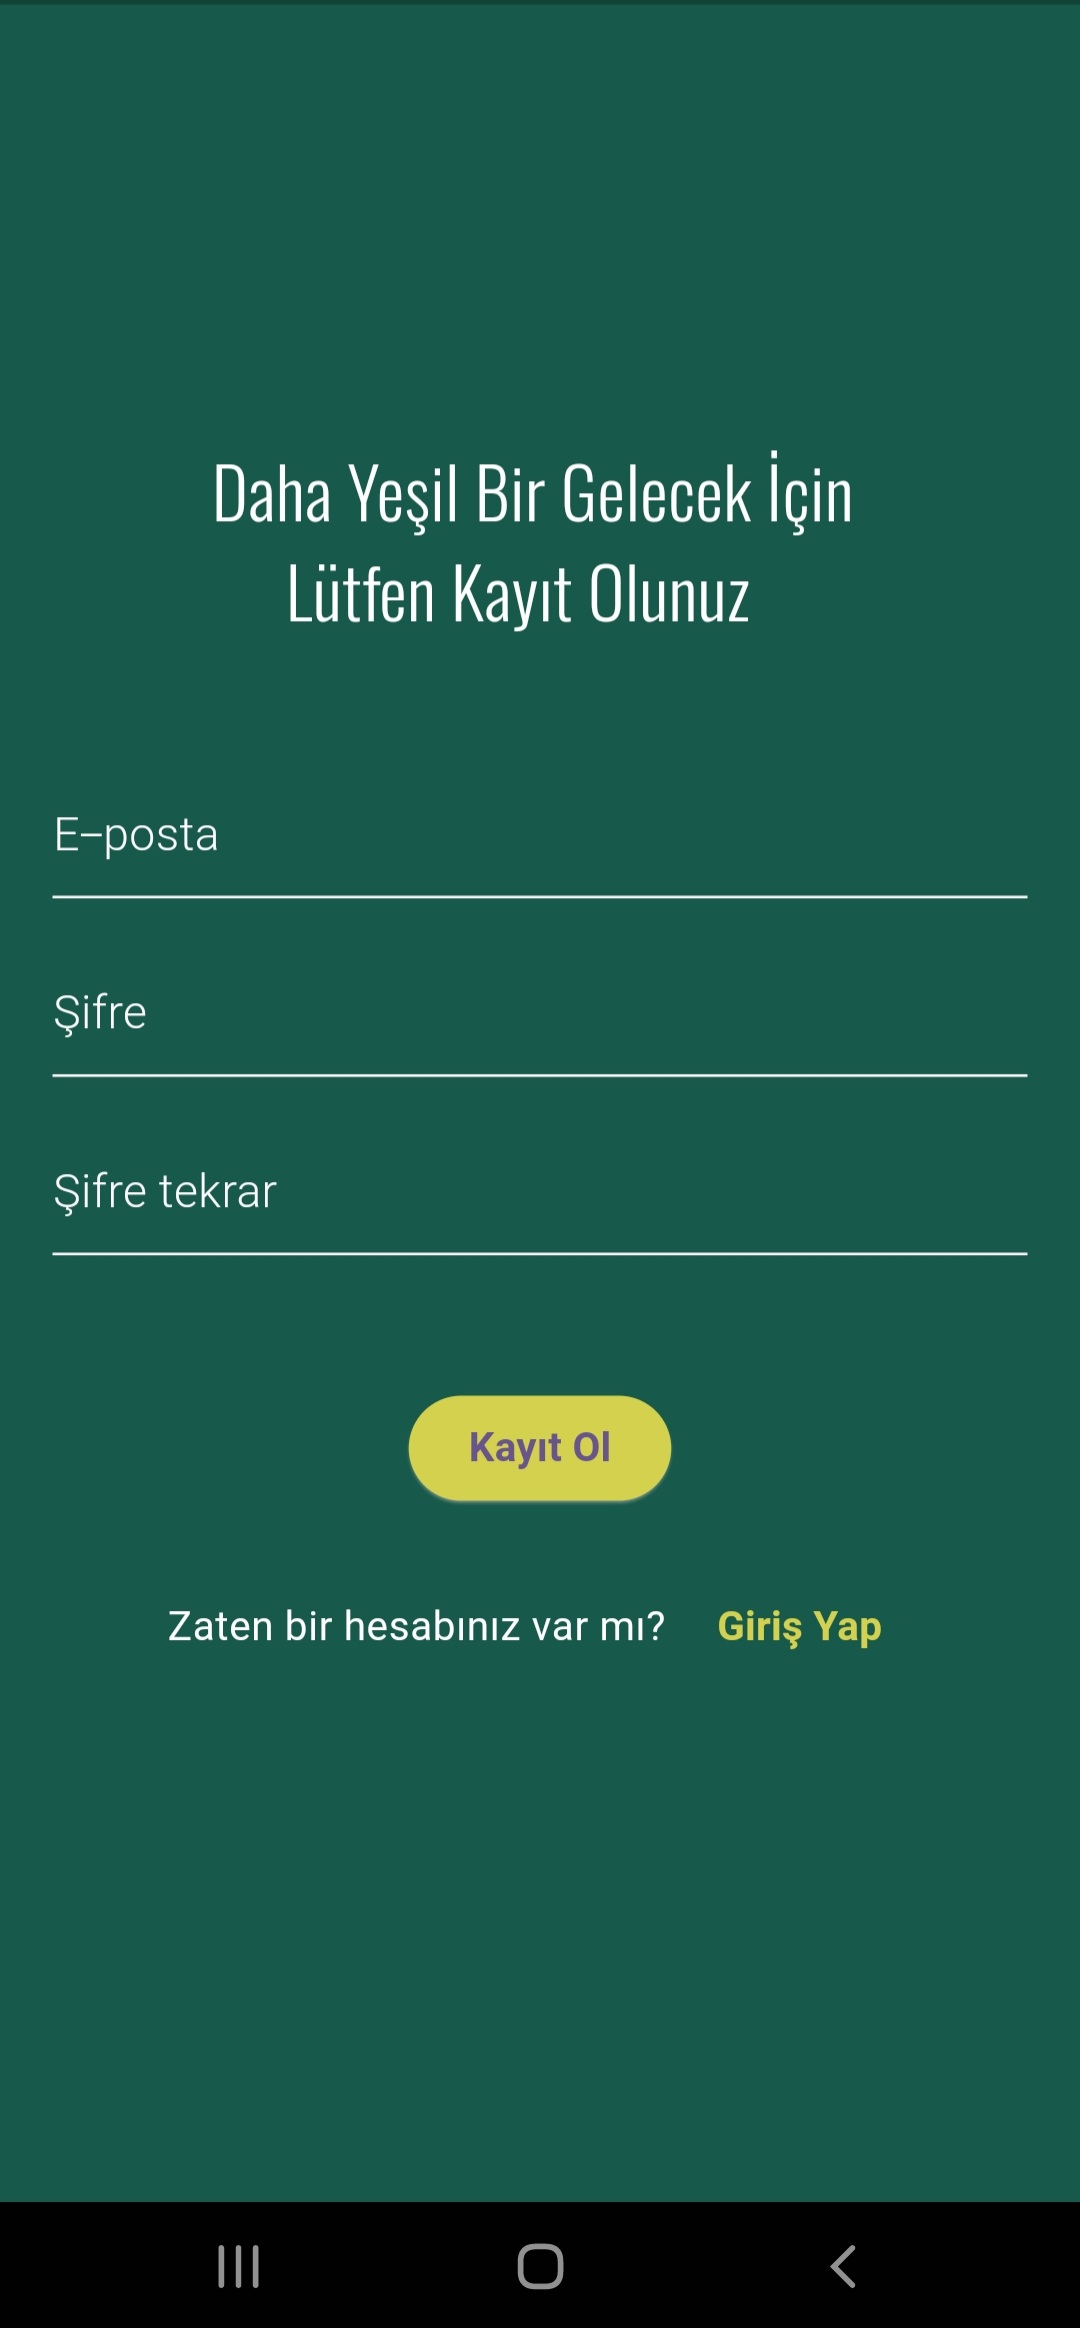 Daha Yeşil Bir Gelecek İçin
Lütfen Kayıt Olunuz
E-posta
Şifre
Şifre tekrar
Kayıt Ol
Zaten bir hesabınız var mı? Giriş Yap